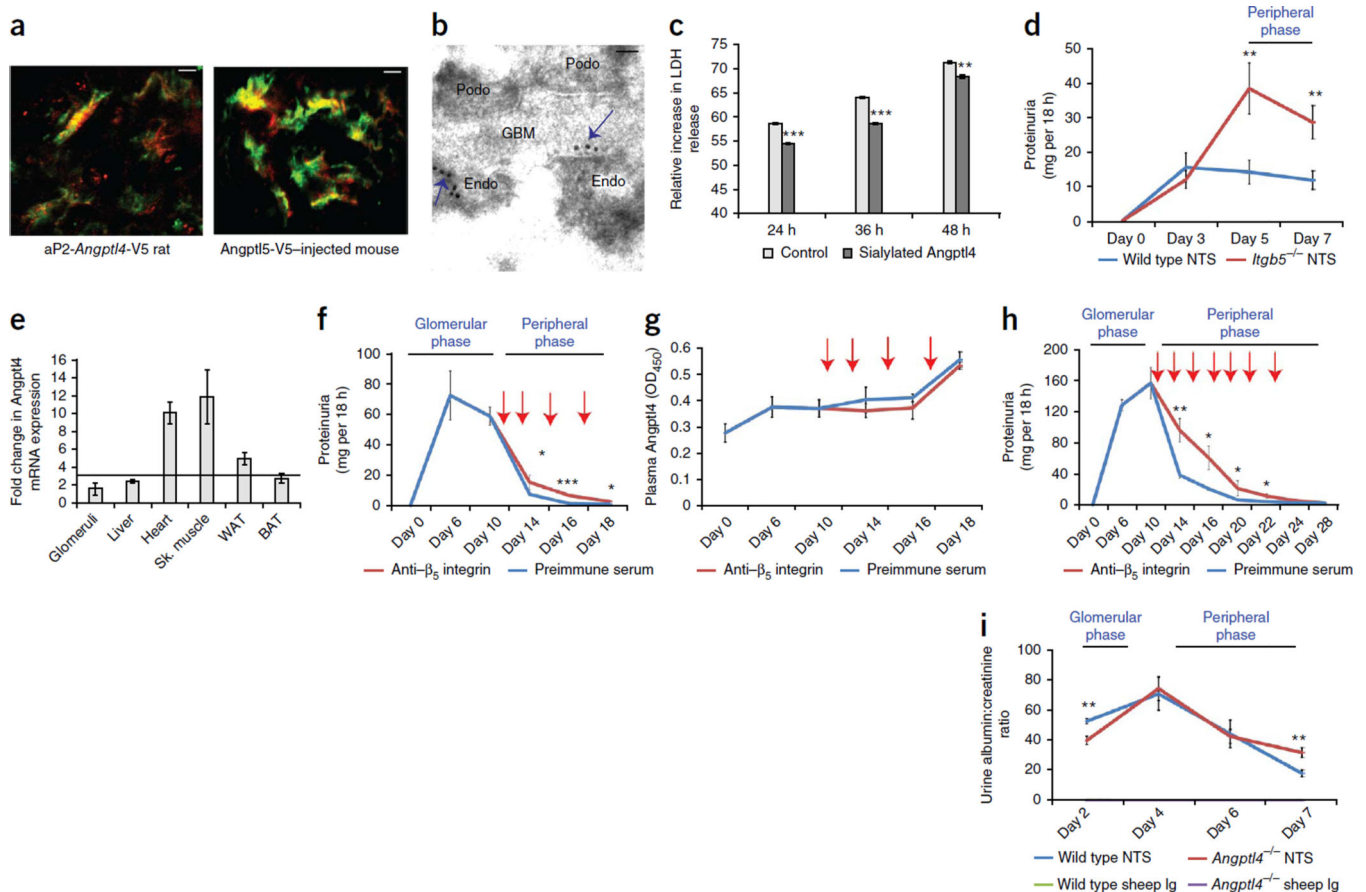 a
aP2-Angptl4-V5 rat
Angptl5-V5–injected mouse
b
Podo
Podo
GBM
Endo
Endo
c
Relative increase in LDH
release
75
70
65
60
55
50
45
40
***
***
**
24 h
36 h
48 h
Control
Sialylated Angptl4
d
Peripheral
phase
Proteinuria
(mg per 18 h)
50
40
30
20
10
0
**
**
Day 0
Day 3
Day 5
Day 7
Wild type NTS
Itgb5–/– NTS
e
Fold change in Angptl4
mRNA expression
16
14
12
10
8
6
4
2
0
Glomeruli
Liver
Heart
Sk. muscle
WAT
BAT
f
Glomerular
phase
Peripheral
phase
Proteinuria
(mg per 18 h)
100
80
60
40
20
0
*
***
*
Day 0
Day 6
Day 10
Day 14
Day 16
Day 18
Anti–β5 integrin
Preimmune serum
g
Plasma Angptl4 (OD450)
0.6
0.5
0.4
0.3
0.2
0.1
0
Day 0
Day 6
Day 10
Day 14
Day 16
Day 18
Anti–β5 integrin
Preimmune serum
h
Glomerular
phase
Peripheral
phase
Proteinuria
(mg per 18 h)
200
160
120
80
40
0
**
*
*
*
Day 0
Day 6
Day 10
Day 14
Day 16
Day 20
Day 22
Day 24
Day 28
Anti–β5 integrin
Preimmune serum
i
Glomerular
phase
Peripheral
phase
Urine albumin:creatinine
ratio
100
80
60
40
20
0
**
**
Day 2
Day 4
Day 6
Day 7
Wild type NTS
Angptl4–/– NTS
Wild type sheep Ig
Angptl4–/– sheep Ig